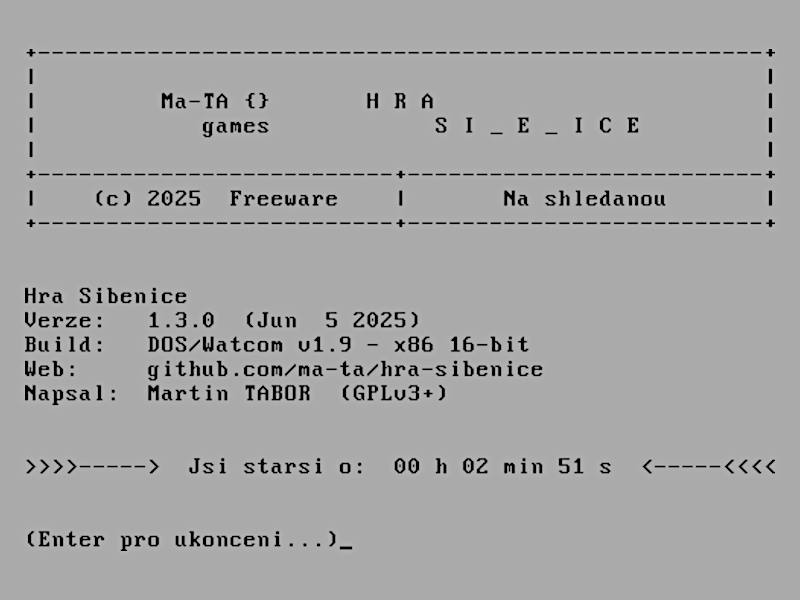 +------------------------------------------------------+
|                                                      |
|         Ma-TA {}       H R A                         |
|            games            S I _ E _ I C E          |
|                                                      |
+--------------------------+---------------------------+
|    (c) 2025  Freeware    |       Na shledanou        |
+--------------------------+---------------------------+
Hra Sibenice
Verze:   1.3.0  (Jun  5 2025)
Build:   DOS/Watcom v1.9 - x86 16-bit
Web:     github.com/ma-ta/hra-sibenice
Napsal:  Martin TABOR  (GPLv3+)
>>>>----->  Jsi starsi o:  00 h 02 min 51 s  <-----<<<<
(Enter pro ukonceni...)_